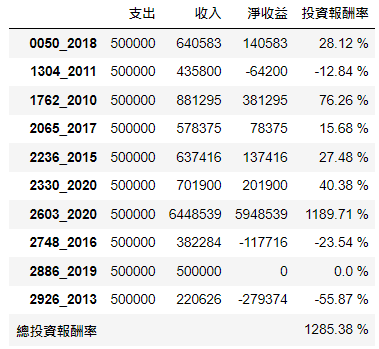 支出 收入 淨收益 投資報酬率
0050_2018 500000 640583 140583 28.12 %
1304_2011 500000 435800 -64200 -12.84 %
1762_2010 500000 881295 381295 76.26 %
2065_2017 500000 578375 78375 15.68 %
2236_2015 500000 637416 137416 27.48 %
2330_2020 500000 701900 201900 40.38 %
2603_2020 500000 6448539 5948539 1189.71 %
2748_2016 500000 382284 -117716 -23.54 %
2886_2019 500000 500000 0 0.0 %
2926_2013 500000 220626 -279374 -55.87 %
總投資報酬率 1285.38 %